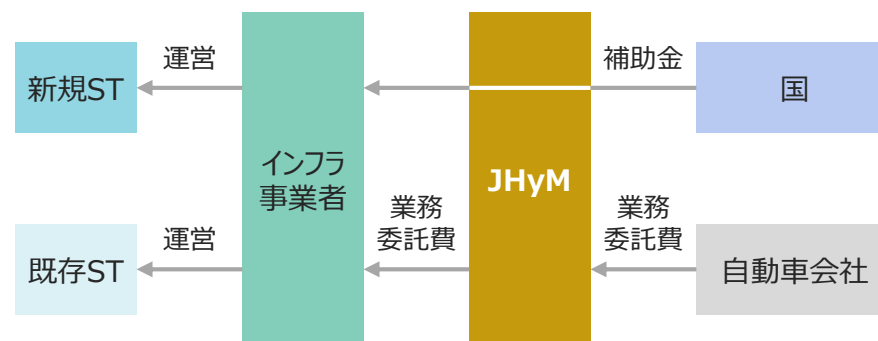 運営
補助金
新規ST
国
インフラ
事業者
JHyM
業務
委託費
業務
委託費
運営
既存ST
自動車会社